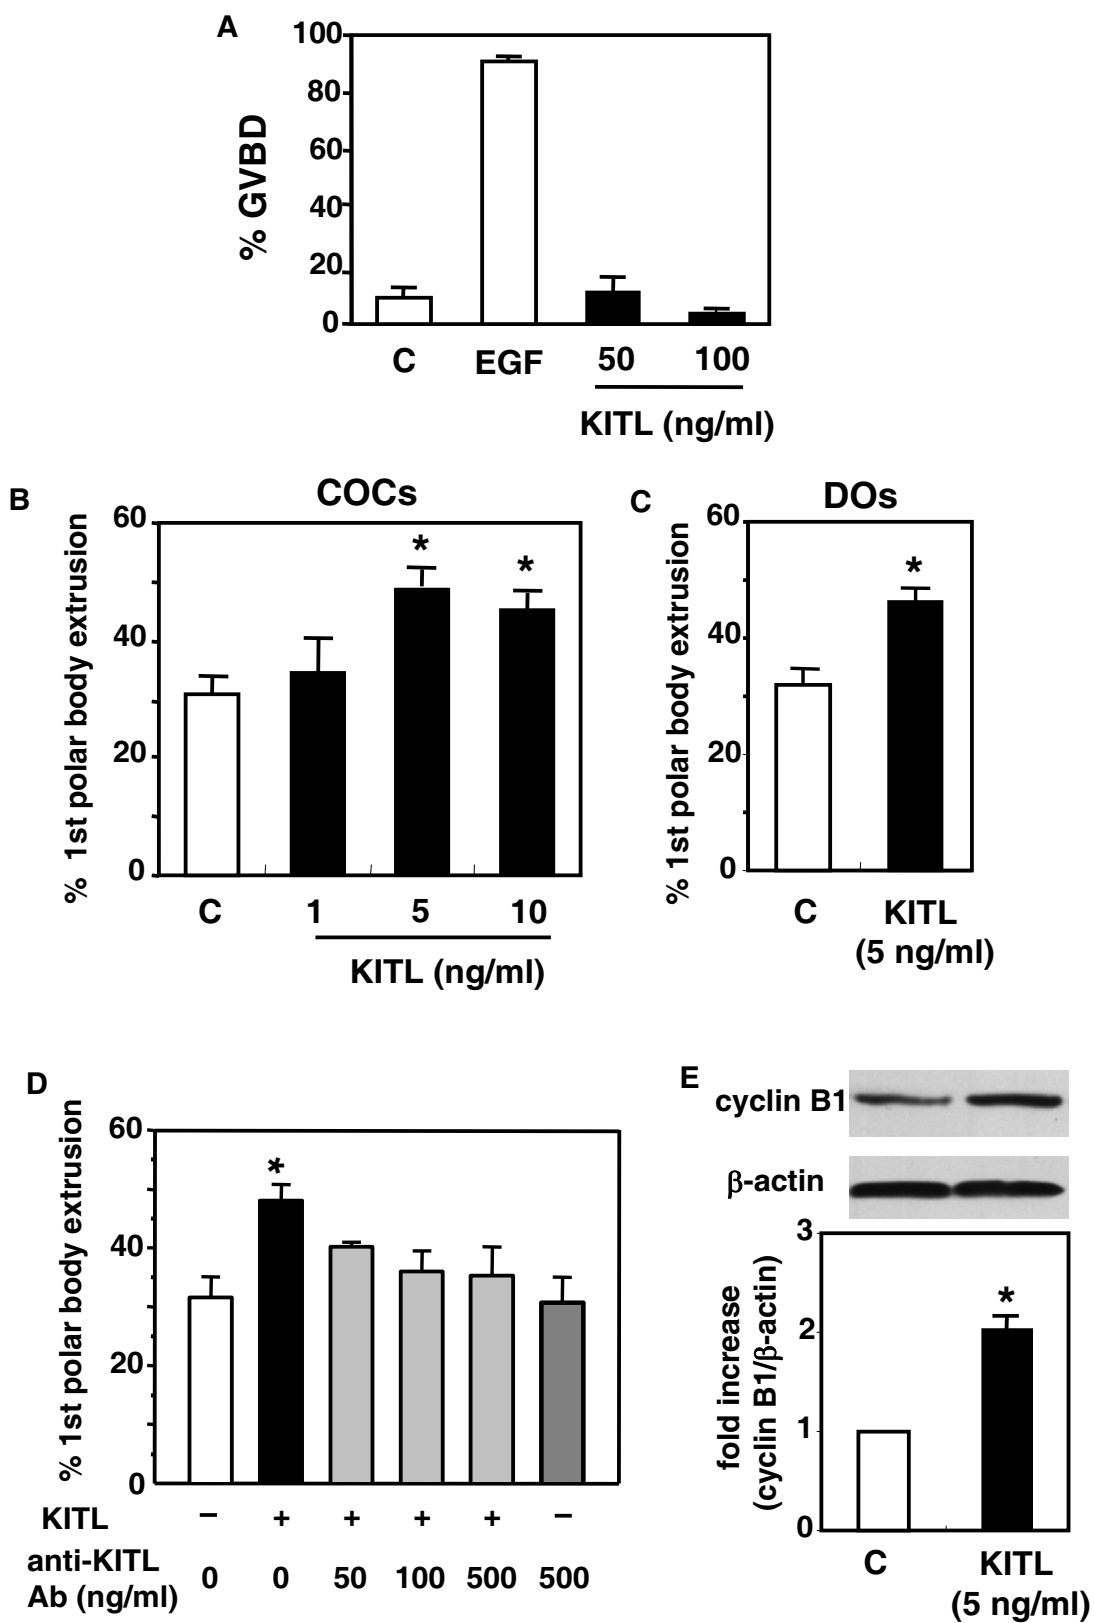 A
100
80
60
40
20
0
% GVBD
C EGF 50 100
KITL (ng/ml)
B
COCs
60
40
20
0
% 1st polar body extrusion
*
*
C 1 5 10
KITL (ng/ml)
C
DOs
60
40
20
0
% 1st polar body extrusion
*
C KITL
(5 ng/ml)
D
60
40
20
0
% 1st polar body extrusion
*
KITL − + + + + −
anti-KITL
Ab (ng/ml) 0 0 50 100 500 500
E
cyclin B1
β-actin
3
2
1
0
fold increase
(cyclin B1/β-actin)
*
C KITL
(5 ng/ml)